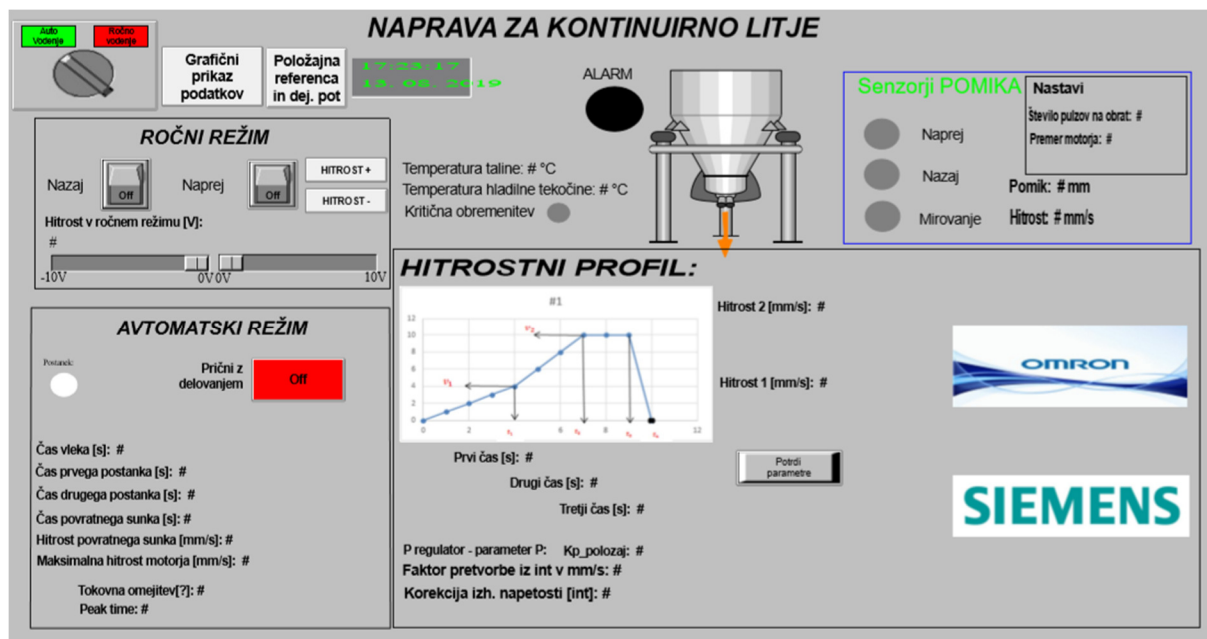 NAPRAVA ZA KONTINUIRNO LITJE
Auto
Vodenje
Ročno
vodenje
Grafični
prikaz
podatkov
Položajna
referenca
in dej. pot
17:23:17
13. 08. 2019
ALARM
Senzorji POMIKA
Nastavi
Število pulzov na obrat: #
Premer motorja: #
Naprej
Nazaj
Mirovanje
Pomik: # mm
Hitrost: # mm/s
ROČNI REŽIM
Nazaj
Off
Naprej
Off
HITROST +
HITROST -
Hitrost v ročnem režimu [V]:
#
-10V
0V
0V
10V
Temperatura taline: # °C
Temperatura hladilne tekočine: # °C
Kritična obremenitev
AVTOMATSKI REŽIM
Postanek:
Prični z
delovanjem
Off
Čas vleka [s]: #
Čas prvega postanka [s]: #
Čas drugega postanka [s]: #
Čas povratnega sunka [s]: #
Hitrost povratnega sunka [mm/s]: #
Maksimalna hitrost motorja [mm/s]: #
Tokovna omejitev[?]: #
Peak time: #
HITROSTNI PROFIL:
#1
12
10
8
6
4
2
0
0
2
4
6
8
10
12
Hitrost 2 [mm/s]: #
Hitrost 1 [mm/s]: #
Prvi čas [s]: #
Drugi čas [s]: #
Tretji čas [s]: #
Potrdi
parametre
P regulator - parameter P: Kp_polozaj: #
Faktor pretvorbe iz int v mm/s: #
Korekcija izh. napetosti [int]: #
OMRON
SIEMENS